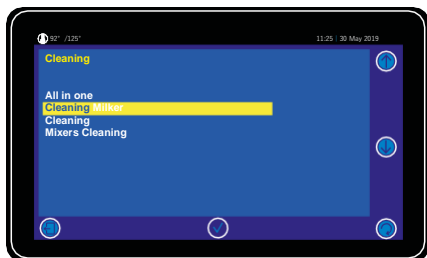 92° /125°
11:25 | 30 May 2019
Cleaning
All in one
Cleaning Milker
Cleaning
Mixers Cleaning